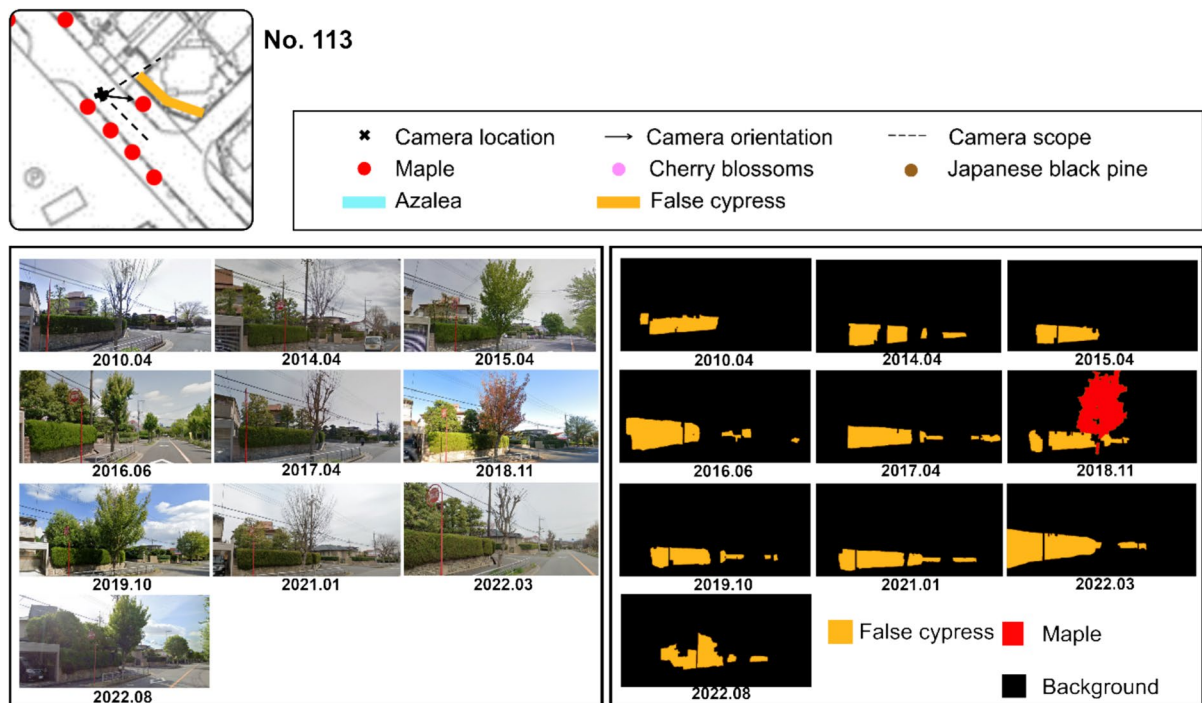 No. 113
Camera location
Camera orientation
Camera scope
Maple
Cherry blossoms
Japanese black pine
Azalea
False cypress
2010.04
2014.04
2015.04
2016.06
2017.04
2018.11
2019.10
2021.01
2022.03
2022.08
2010.04
2014.04
2015.04
2016.06
2017.04
2018.11
2019.10
2021.01
2022.03
2022.08
False cypress
Maple
Background